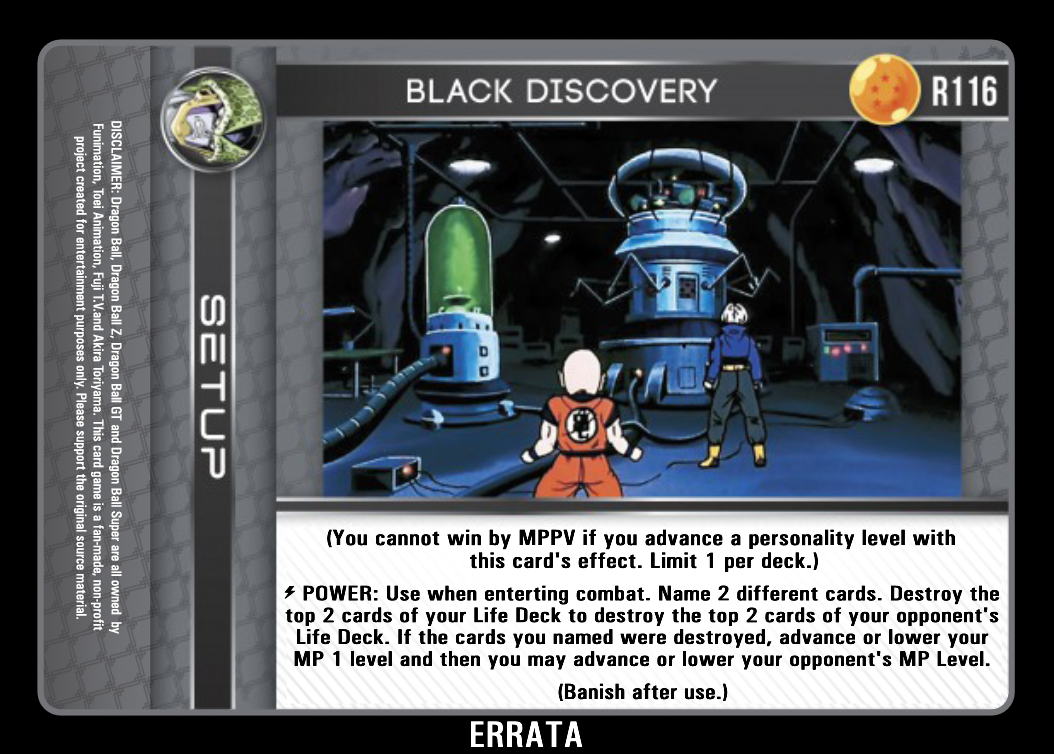 BLACK DISCOVERY
R116
SETUP
DISCLAIMER: Dragon Ball, Dragon Ball Z, Dragon Ball GT and Dragon Ball Super are all owned by
Funimation, Toei Animation, Fuji T.V.and Akira Toriyama. This card game is a fan-made, non-profit
project created for entertainment purposes only. Please support the original source material.
(You cannot win by MPPV if you advance a personality level with
this card's effect. Limit 1 per deck.)
POWER: Use when enterting combat. Name 2 different cards. Destroy the
top 2 cards of your Life Deck to destroy the top 2 cards of your opponent's
Life Deck. If the cards you named were destroyed, advance or lower your
MP 1 level and then you may advance or lower your opponent's MP Level.
(Banish after use.)
ERRATA